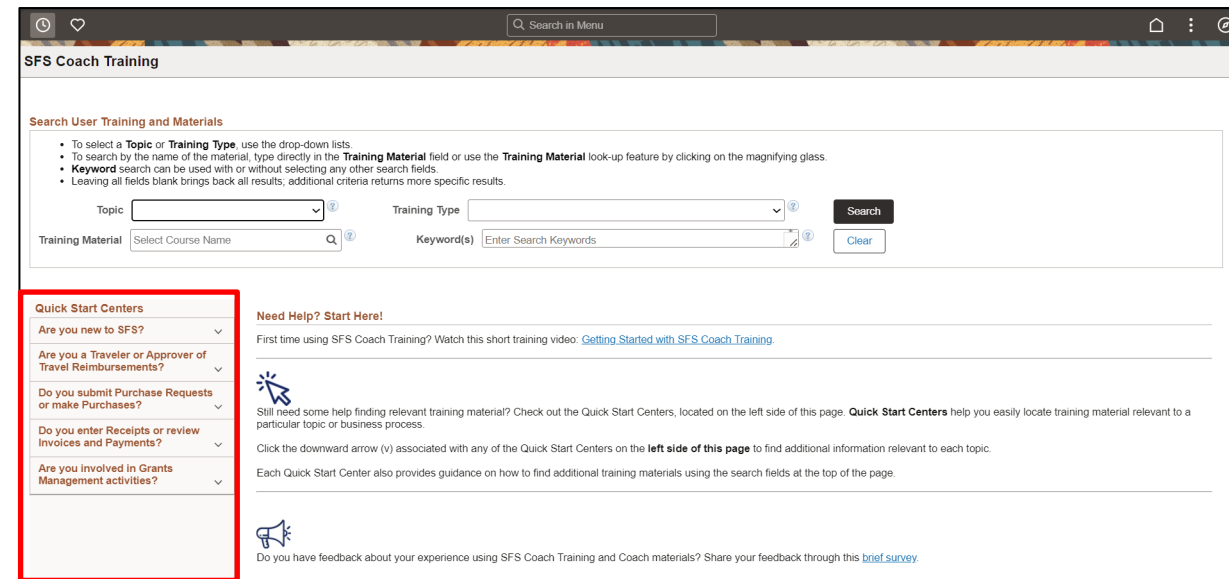 Search in Menu
SFS Coach Training
Search User Training and Materials
• To select a Topic or Training Type, use the drop-down lists.
• To search by the name of the material, type directly in the Training Material field or use the Training Material look-up feature by clicking on the magnifying glass.
• Keyword search can be used with or without selecting any other search fields.
• Leaving all fields blank brings back all results; additional criteria returns more specific results.
Topic ? Training Type ? Search
Training Material Select Course Name ? Keyword(s) Enter Search Keywords ? Clear
Quick Start Centers
Are you new to SFS?
Are you a Traveler or Approver of
Travel Reimbursements?
Do you submit Purchase Requests
or make Purchases?
Do you enter Receipts or review
Invoices and Payments?
Are you involved in Grants
Management activities?
Need Help? Start Here!
First time using SFS Coach Training? Watch this short training video: Getting Started with SFS Coach Training.
Still need some help finding relevant training material? Check out the Quick Start Centers, located on the left side of this page. Quick Start Centers help you easily locate training material relevant to a
particular topic or business process.
Click the downward arrow (v) associated with any of the Quick Start Centers on the left side of this page to find additional information relevant to each topic.
Each Quick Start Center also provides guidance on how to find additional training materials using the search fields at the top of the page.
Do you have feedback about your experience using SFS Coach Training and Coach materials? Share your feedback through this brief survey.